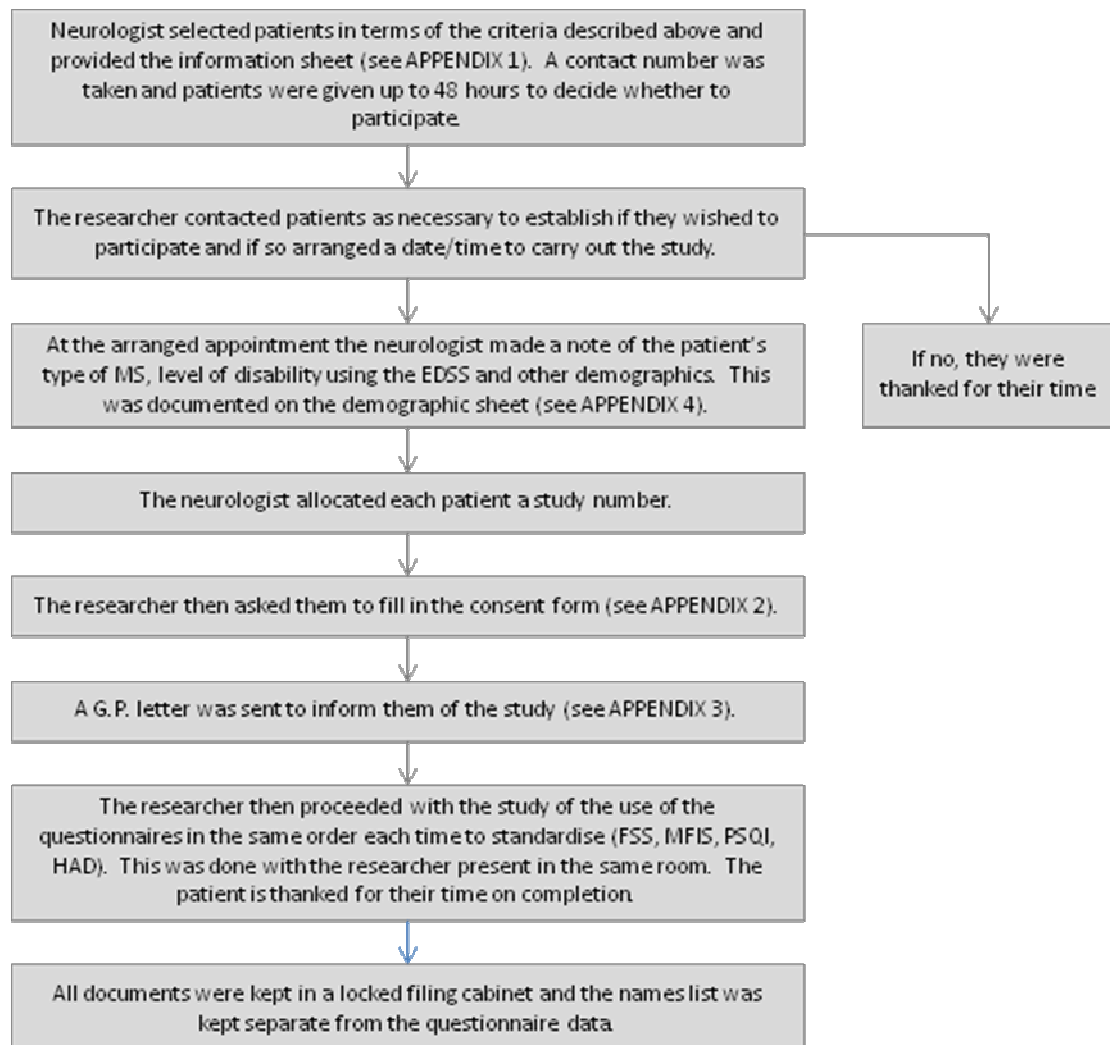 Neurologist selected patients in terms of the criteria described above and
provided the information sheet (see APPENDIX 1). A contact number was
taken and patients were given up to 48 hours to decide whether to
participate.
The researcher contacted patients as necessary to establish if they wished to
participate and if so arranged a date/time to carry out the study.
At the arranged appointment the neurologist made a note of the patient's
type of MS, level of disability using the EDSS and other demographics. This
was documented on the demographic sheet (see APPENDIX 4).
If no, they were
thanked for their time
The neurologist allocated each patient a study number.
The researcher then asked them to fill in the consent form (see APPENDIX 2).
A G.P. letter was sent to inform them of the study (see APPENDIX 3).
The researcher then proceeded with the study of the use of the
questionnaires in the same order each time to standardise (FSS, MFIS, PSQI,
HAD). This was done with the researcher present in the same room. The
patient is thanked for their time on completion.
All documents were kept in a locked filing cabinet and the names list was
kept separate from the questionnaire data.